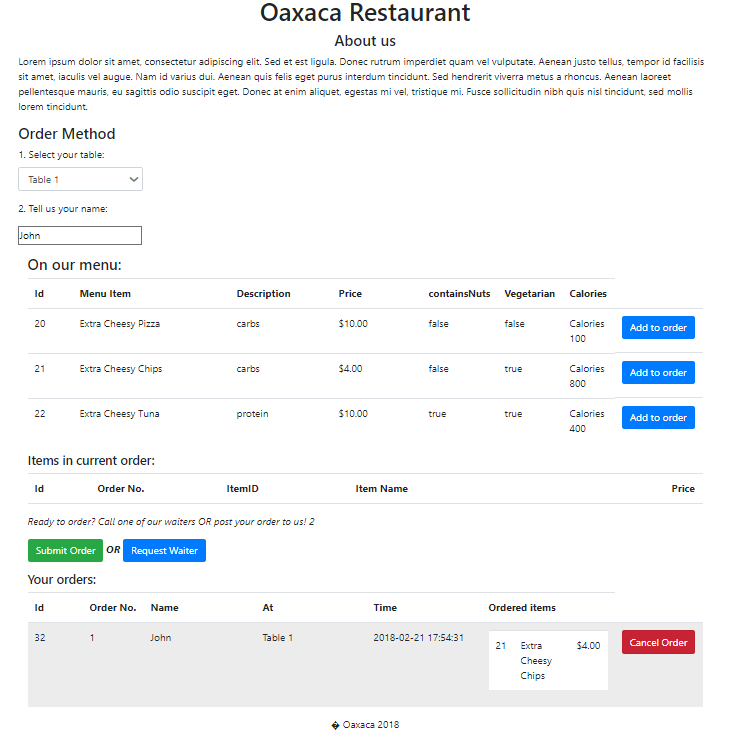 Oaxaca Restaurant
About us
Lorem ipsum dolor sit amet, consectetur adipiscing elit. Sed et est ligula. Donec rutrum imperdiet quam vel vulputate. Aenean justo tellus, tempor id facilisis
sit amet, iaculis vel augue. Nam id varius dui. Aenean quis felis eget purus interdum tincidunt. Sed hendrerit viverra metus a rhoncus. Aenean laoreet
pellentesque mauris, eu sagittis odio suscipit eget. Donec at enim aliquet, egestas mi vel, tristique mi. Fusce sollicitudin nibh quis nisl tincidunt, sed mollis
lorem tincidunt.
Order Method
1. Select your table:
Table 1
2. Tell us your name:
John
On our menu:
Id Menu Item Description Price containsNuts Vegetarian Calories
20 Extra Cheesy Pizza carbs $10.00 false false Calories Add to order
100
21 Extra Cheesy Chips carbs $4.00 false true Calories Add to order
800
22 Extra Cheesy Tuna protein $10.00 true true Calories Add to order
400
Items in current order:
Id Order No. ItemID Item Name Price
Ready to order? Call one of our waiters OR post your order to us! 2
Submit Order OR Request Waiter
Your orders:
Id Order No. Name At Time Ordered items
32 1 John Table 1 2018-02-21 17:54:31 21 Extra $4.00 Cancel Order
Cheesy
Chips
� Oaxaca 2018